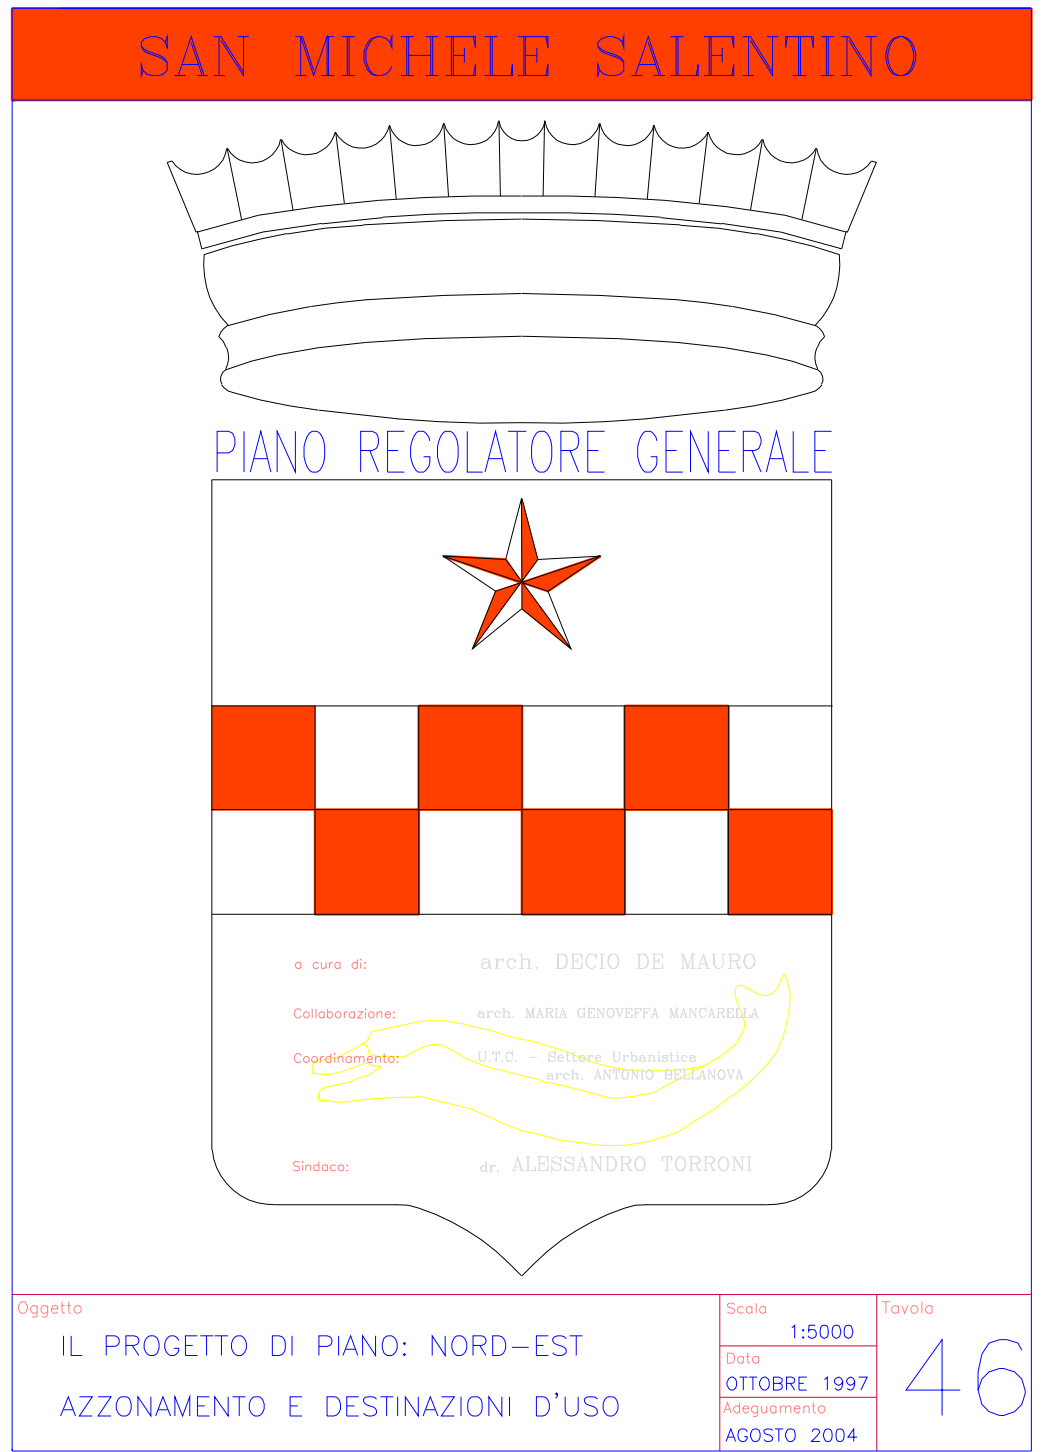 SAN MICHELE SALENTINO
PIANO REGOLATORE GENERALE
a cura di: arch. DECIO DE MAURO
Collaborazione: arch. MARIA GENOVEFFA MANCARELLA
Coordinamento: U.T.C. - Settore Urbanistica
arch. ANTONIO BELLANOVA
Sindaco: dr. ALESSANDRO TORRONI
Oggetto
IL PROGETTO DI PIANO: NORD-EST
AZZONAMENTO E DESTINAZIONI D'USO
Scala
1:5000
Data
OTTOBRE 1997
Adeguamento
AGOSTO 2004
Tavola
46